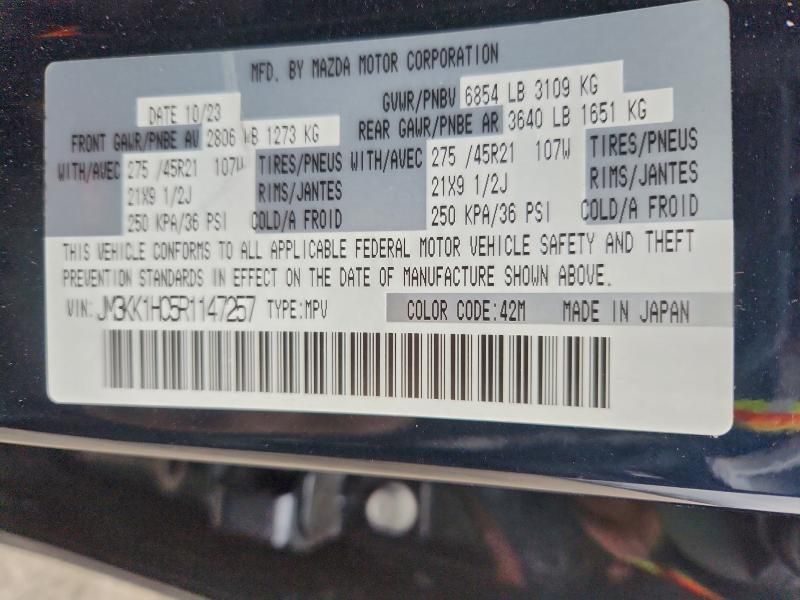 MFD. BY MAZDA MOTOR CORPORATION
DATE 10/23
GVWR/PNBV 6854 LB 3109 KG
FRONT GAWR/PNBE AV 2806 WB 1273 KG
REAR GAWR/PNBE AR 3640 LB 1651 KG
WITH/AVEC 275 /45R21 107W TIRES/PNEUS WITH/AVEC 275 /45R21 107W TIRES/PNEUS
21X9 1/2J RIMS/JANTES 21X9 1/2J RIMS/JANTES
250 KPA/36 PSI COLD/A FROID 250 KPA/36 PSI COLD/A FROID
THIS VEHICLE CONFORMS TO ALL APPLICABLE FEDERAL MOTOR VEHICLE SAFETY AND THEFT
PREVENTION STANDARDS IN EFFECT ON THE DATE OF MANUFACTURE SHOWN ABOVE.
VIN: JM3KK1HC5R1147257 TYPE:MPV COLOR CODE:42M MADE IN JAPAN